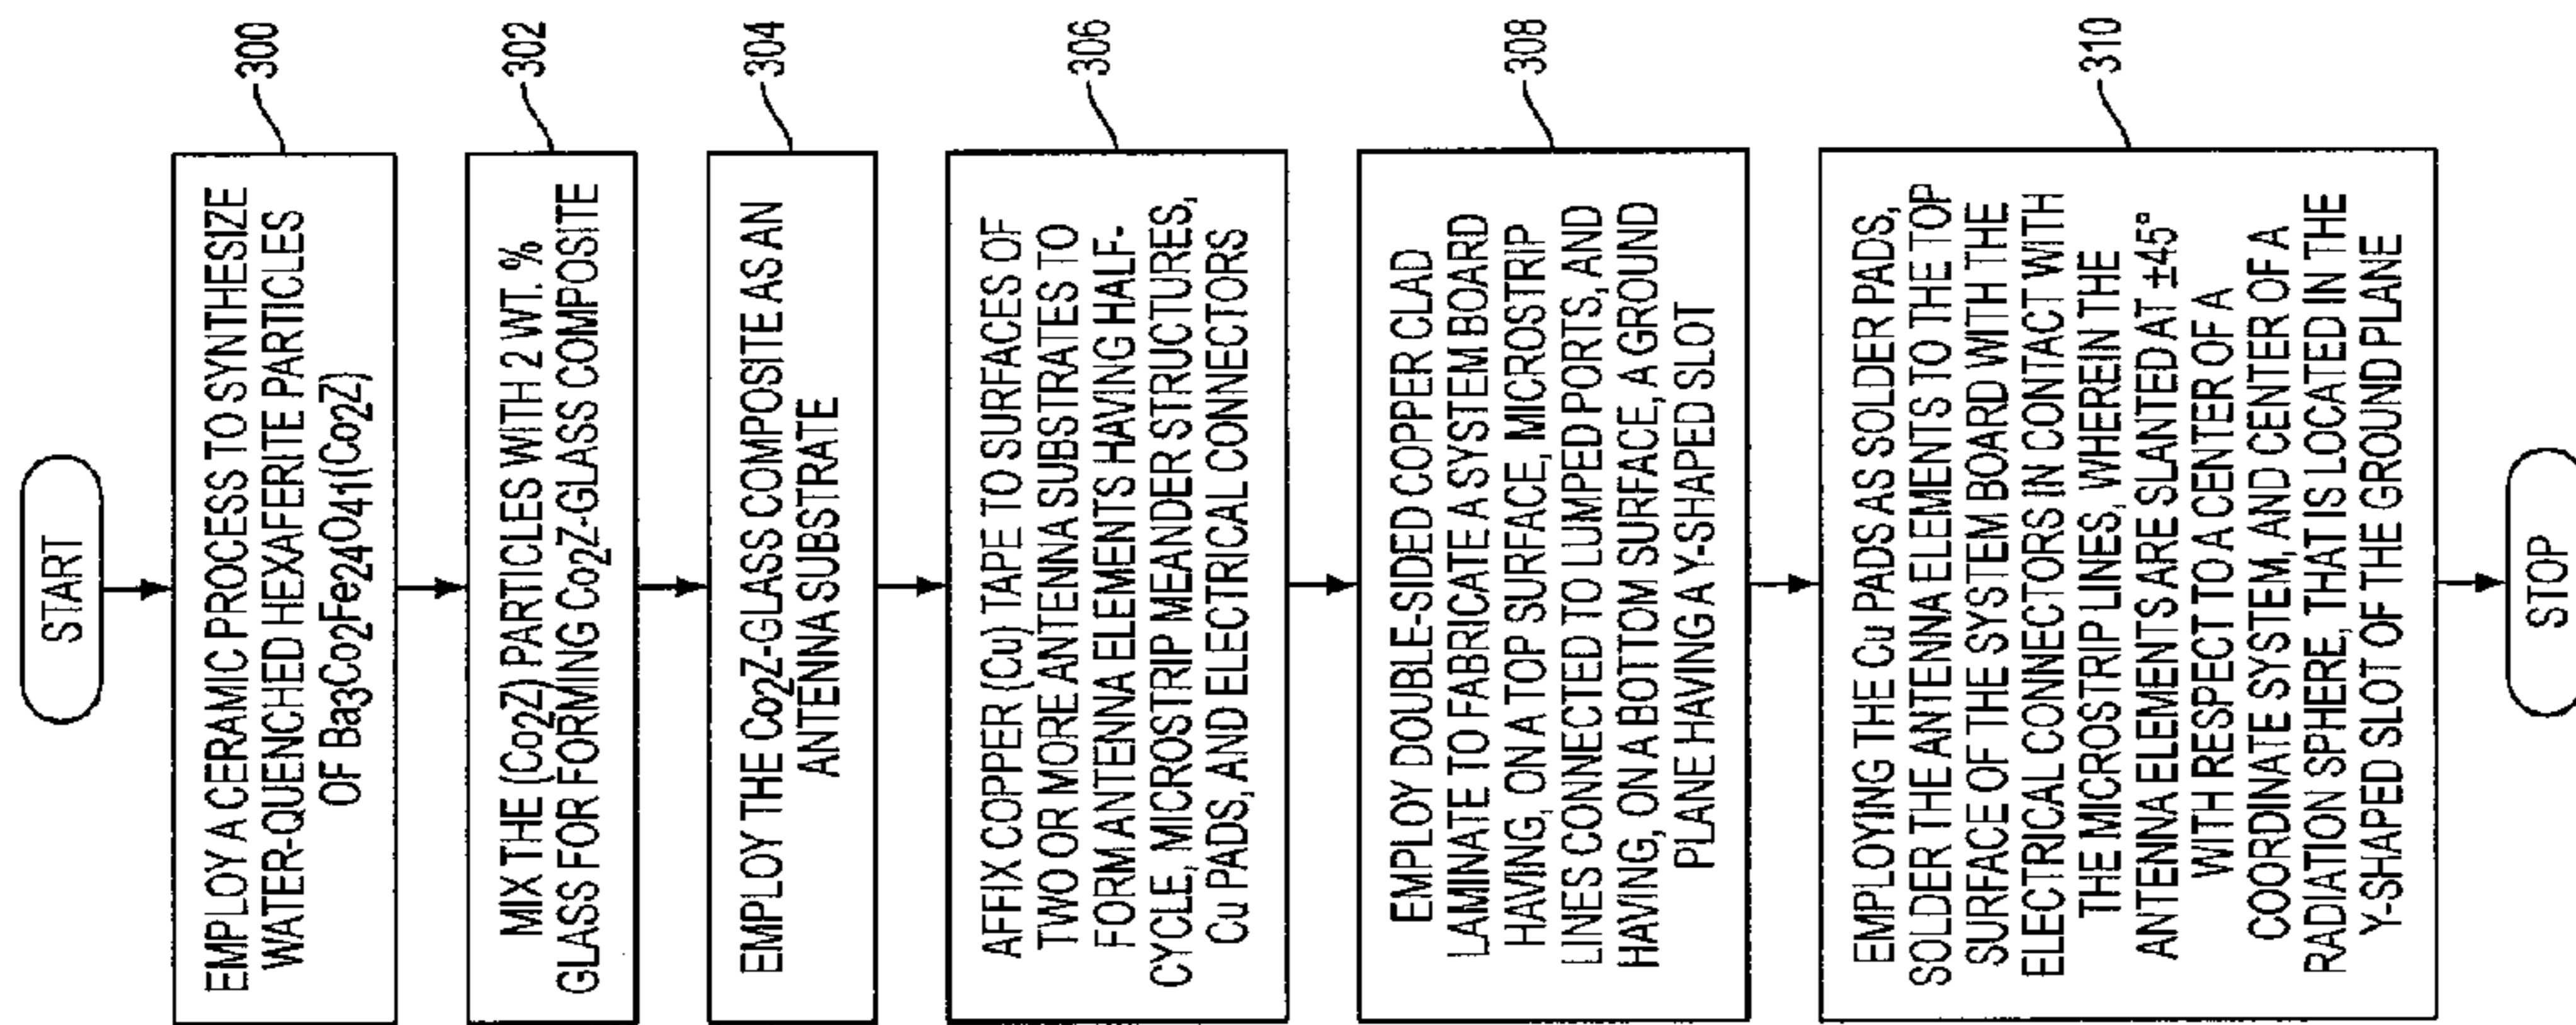 START
EMPLOY A CERAMIC PROCESS TO SYNTHESIZE
WATER-QUENCHED HEXAFERITE PARTICLES
OF Ba3Co2Fe24O41(Co2Z)
300
MIX THE (Co2Z) PARTICLES WITH 2 WT. %
GLASS FOR FORMING Co2Z-GLASS COMPOSITE
302
EMPLOY THE Co2Z-GLASS COMPOSITE AS AN
ANTENNA SUBSTRATE
304
AFFIX COPPER (Cu) TAPE TO SURFACES OF
TWO OR MORE ANTENNA SUBSTRATES TO
FORM ANTENNA ELEMENTS HAVING HALF-
CYCLE, MICROSTRIP MEANDER STRUCTURES,
Cu PADS, AND ELECTRICAL CONNECTORS
306
EMPLOY DOUBLE-SIDED COPPER CLAD
LAMINATE TO FABRICATE A SYSTEM BOARD
HAVING, ON A TOP SURFACE, MICROSTRIP
LINES CONNECTED TO LUMPED PORTS, AND
HAVING, ON A BOTTOM SURFACE, A GROUND
PLANE HAVING A Y-SHAPED SLOT
308
EMPLOYING THE Cu PADS AS SOLDER PADS,
SOLDER THE ANTENNA ELEMENTS TO THE TOP
SURFACE OF THE SYSTEM BOARD WITH THE
ELECTRICAL CONNECTORS IN CONTACT WITH
THE MICROSTRIP LINES, WHEREIN THE
ANTENNA ELEMENTS ARE SLANTED AT ±45°
WITH RESPECT TO A CENTER OF A
COORDINATE SYSTEM, AND CENTER OF A
RADIATION SPHERE, THAT IS LOCATED IN THE
Y-SHAPED SLOT OF THE GROUND PLANE
310
STOP